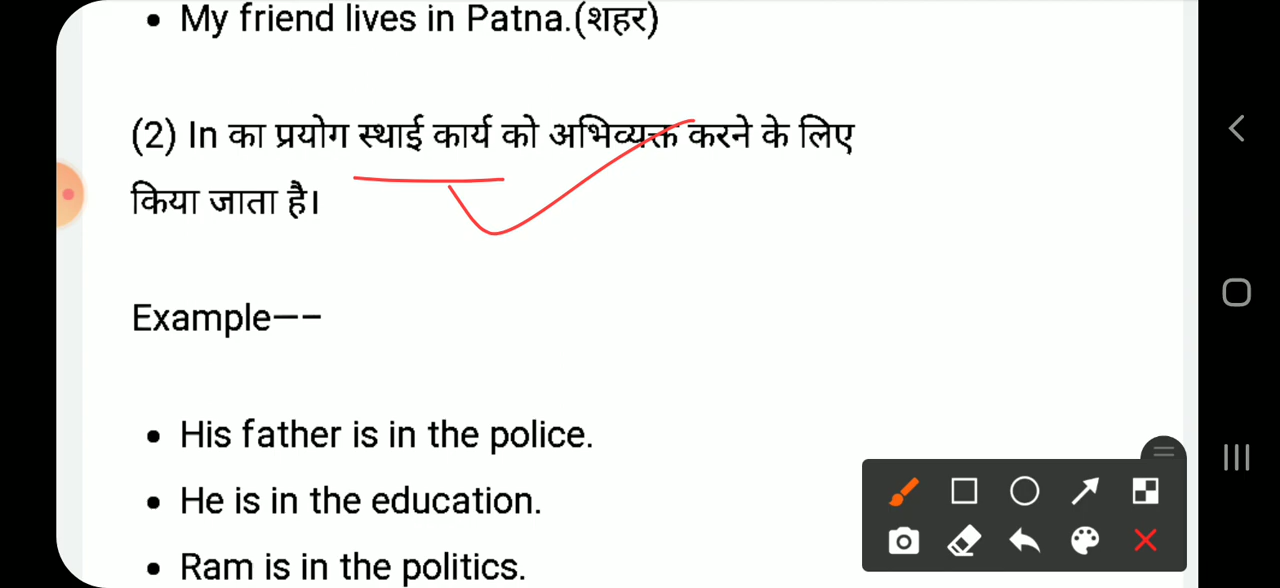 • My friend lives in Patna.(शहर)
(2) In का प्रयोग स्थाई कार्य को अभिव्यक्त करने के लिए
किया जाता है।
Example——
• His father is in the police.
• He is in the education.
• Ram is in the politics.